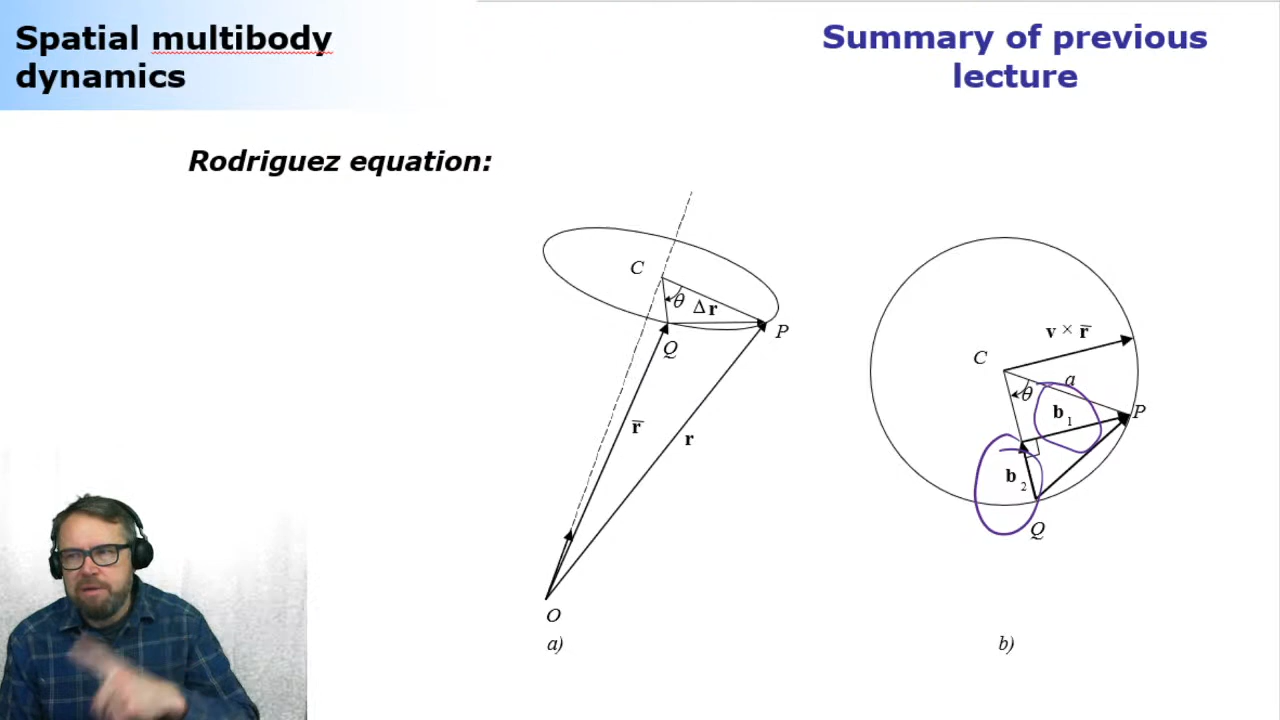 Spatial multibody
dynamics
Summary of previous
lecture
Rodriguez equation:
C
θ
Δr
Q
P
r̅
r
O
a)
v × r̅
C
a
θ
b₁
P
b₂
Q
b)